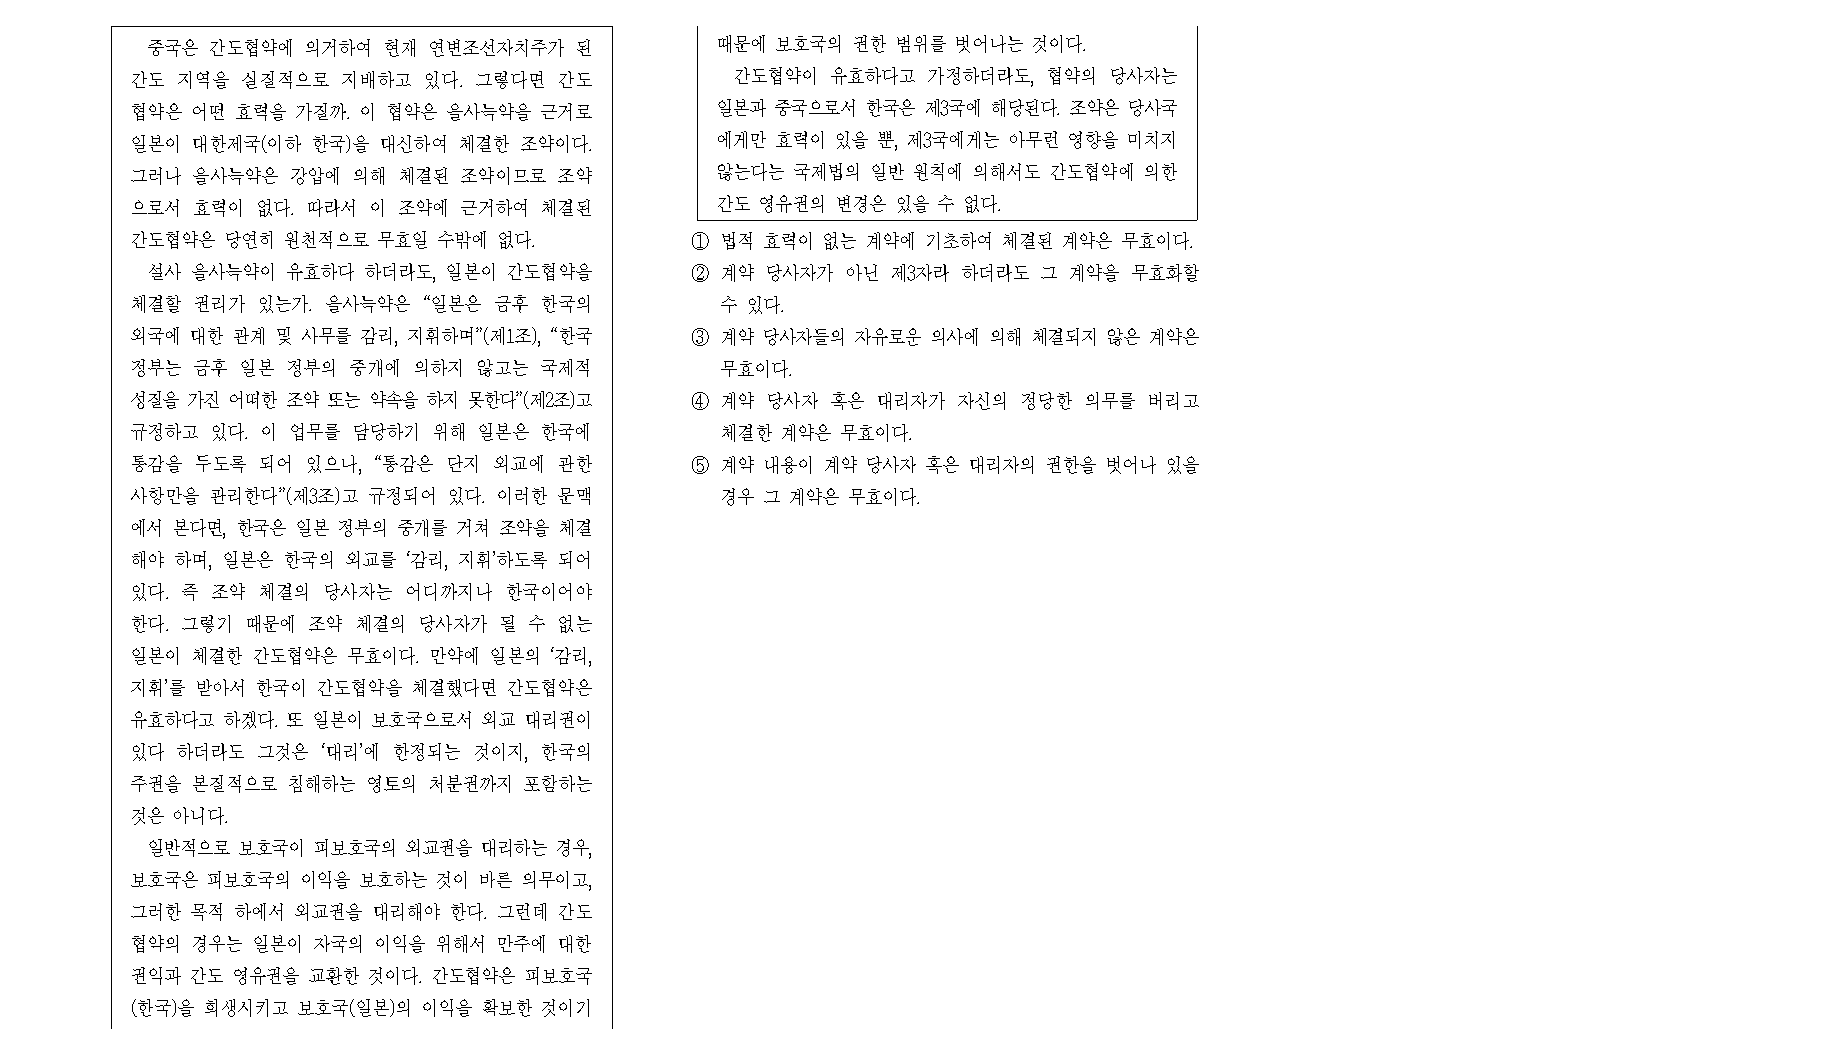 중국은 간도협약에 의거하여 현재 연변조선자치주가 된
간도 지역을 실질적으로 지배하고 있다. 그렇다면 간도
협약은 어떤 효력을 가질까. 이 협약은 을사늑약을 근거로
일본이 대한제국(이하 한국)을 대신하여 체결한 조약이다.
그러나 을사늑약은 강압에 의해 체결된 조약이므로 조약
으로서 효력이 없다. 따라서 이 조약에 근거하여 체결된
간도협약은 당연히 원천적으로 무효일 수밖에 없다.
설사 을사늑약이 유효하다 하더라도, 일본이 간도협약을
체결할 권리가 있는가. 을사늑약은 “일본은 금후 한국의
외국에 대한 관계 및 사무를 감리, 지휘하며”(제1조), “한국
정부는 금후 일본 정부의 중개에 의하지 않고는 국제적
성질을 가진 어떠한 조약 또는 약속을 하지 못한다”(제2조)고
규정하고 있다. 이 업무를 담당하기 위해 일본은 한국에
통감을 두도록 되어 있으나, “통감은 단지 외교에 관한
사항만을 관리한다”(제3조)고 규정되어 있다. 이러한 문맥
에서 본다면, 한국은 일본 정부의 중개를 거쳐 조약을 체결
해야 하며, 일본은 한국의 외교를 ‘감리, 지휘’하도록 되어
있다. 즉 조약 체결의 당사자는 어디까지나 한국이어야
한다. 그렇기 때문에 조약 체결의 당사자가 될 수 없는
일본이 체결한 간도협약은 무효이다. 만약에 일본의 ‘감리,
지휘’를 받아서 한국이 간도협약을 체결했다면 간도협약은
유효하다고 하겠다. 또 일본이 보호국으로서 외교 대리권이
있다 하더라도 그것은 ‘대리’에 한정되는 것이지, 한국의
주권을 본질적으로 침해하는 영토의 처분권까지 포함하는
것은 아니다.
일반적으로 보호국이 피보호국의 외교권을 대리하는 경우,
보호국은 피보호국의 이익을 보호하는 것이 바른 의무이고,
그러한 목적 하에서 외교권을 대리해야 한다. 그런데 간도
협약의 경우는 일본이 자국의 이익을 위해서 만주에 대한
권익과 간도 영유권을 교환한 것이다. 간도협약은 피보호국
(한국)을 희생시키고 보호국(일본)의 이익을 확보한 것이기
때문에 보호국의 권한 범위를 벗어나는 것이다.
간도협약이 유효하다고 가정하더라도, 협약의 당사자는
일본과 중국으로서 한국은 제3국에 해당된다. 조약은 당사국
에게만 효력이 있을 뿐, 제3국에게는 아무런 영향을 미치지
않는다는 국제법의 일반 원칙에 의해서도 간도협약에 의한
간도 영유권의 변경은 있을 수 없다.
① 법적 효력이 없는 계약에 기초하여 체결된 계약은 무효이다.
② 계약 당사자가 아닌 제3자라 하더라도 그 계약을 무효화할
수 있다.
③ 계약 당사자들의 자유로운 의사에 의해 체결되지 않은 계약은
무효이다.
④ 계약 당사자 혹은 대리자가 자신의 정당한 의무를 버리고
체결한 계약은 무효이다.
⑤ 계약 내용이 계약 당사자 혹은 대리자의 권한을 벗어나 있을
경우 그 계약은 무효이다.